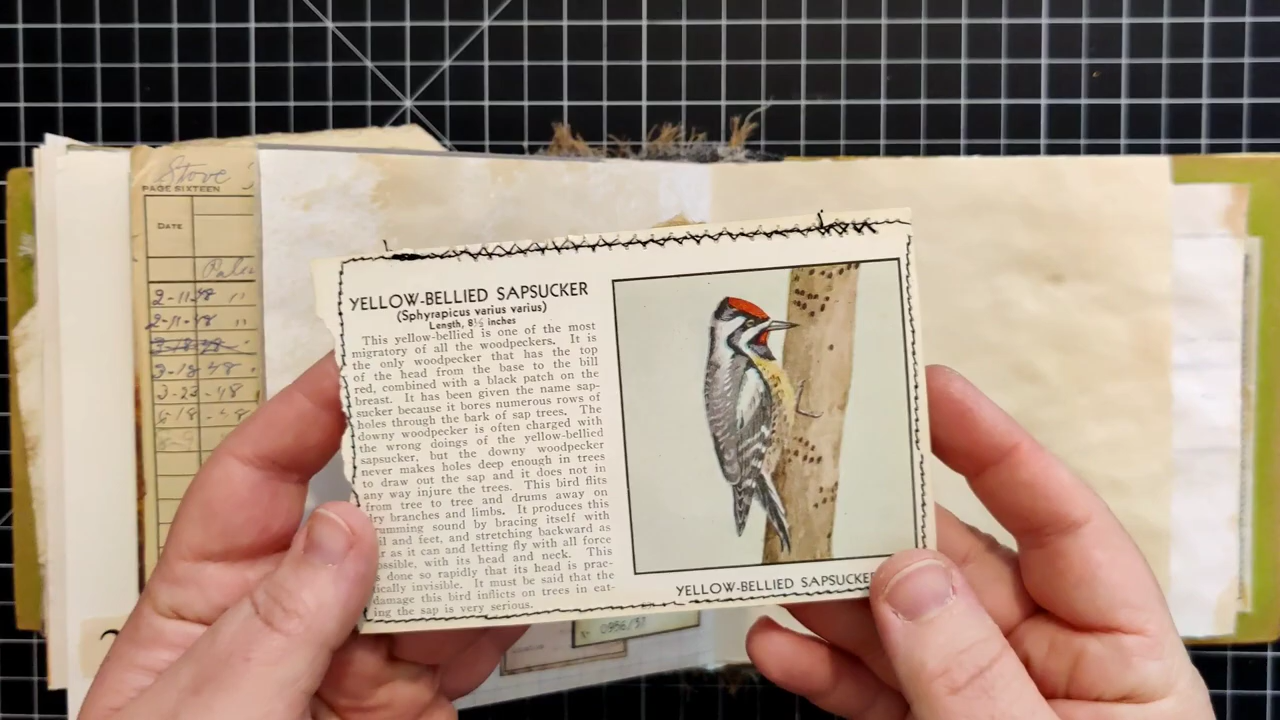 Stove
PAGE SIXTEEN
DATE
2-11-48 "
2-11-48 "
3-18-48
3-23-48
YELLOW-BELLIED SAPSUCKER
(Sphyrapicus varius varius)
Length, 8½ inches
This yellow-bellied is one of the most
migratory of all the woodpeckers. It is
the only woodpecker that has the top
of the head from the base to the bill
red, combined with a black patch on the
breast. It has been given the name sap-
sucker because it bores numerous rows of
holes through the bark of sap trees. The
downy woodpecker is often charged with
the wrong doings of the yellow-bellied
sapsucker, but the downy woodpecker
never makes holes deep enough in trees
to draw out the sap and it does not in
any way injure the trees. This bird flits
from tree to tree and drums away on
dry branches and limbs. It produces this
umming sound by bracing itself with
il and feet, and stretching backward as
r as it can and letting fly with all force
ossible, with its head and neck. This
s done so rapidly that its head is prac-
tically invisible. It must be said that the
damage this bird inflicts on trees in eat-
ing the sap is very serious.
YELLOW-BELLIED SAPSUCKER